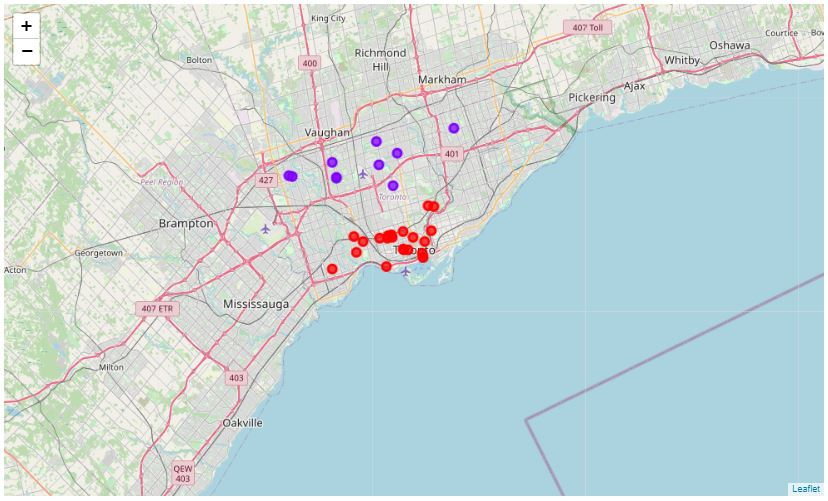 +
−
King City
407 Toll
Courtice
Bow
Oshawa
Richmond
Hill
Whitby
Bolton
400
Markham
Ajax
Pickering
Vaughan
401
427
Peel Region
Toronto
Brampton
Toronto
Georgetown
Acton
Mississauga
407 ETR
Milton
403
Oakville
QEW
403
Leaflet